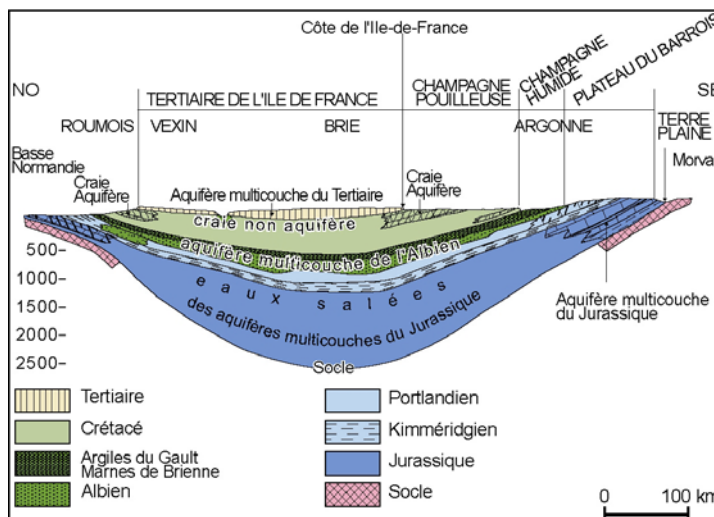 Côte de l'Ile-de-France
NO
TERTIAIRE DE L'ILE DE FRANCE
CHAMPAGNE
POUILLEUSE
CHAMPAGNE
HUMIDE
PLATEAU DU BARROIS
SE
ROUMOIS
VEXIN
BRIE
ARGONNE
TERRE
PLAINE
Basse
Normandie
Morva
Craie
Aquifère
Aquifère multicouche du Tertiaire
Craie
Aquifère
craie non aquifère
aquifère multicouche de l'Albien
500
1000
1500
2000
2500
eaux salées
des aquifères multicouches du Jurassique
Socle
Aquifère multicouche
du Jurassique
Tertiaire
Crétacé
Argiles du Gault
Marnes de Brienne
Albien
Portlandien
Kimméridgien
Jurassique
Socle
0 100 km